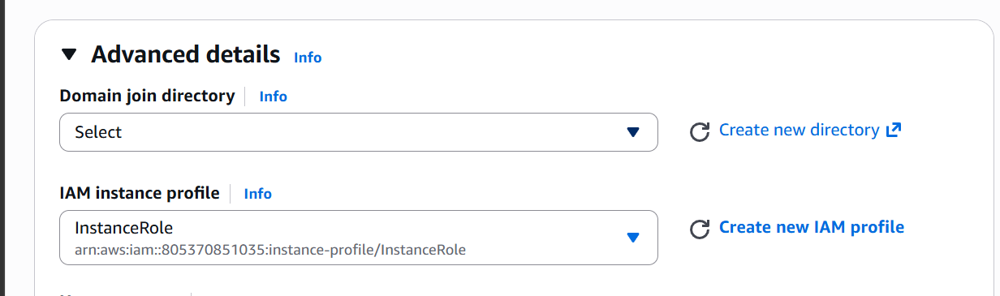 Advanced details Info
Domain join directory Info
Select
Create new directory
IAM instance profile Info
InstanceRole
arn:aws:iam::805370851035:instance-profile/InstanceRole
Create new IAM profile